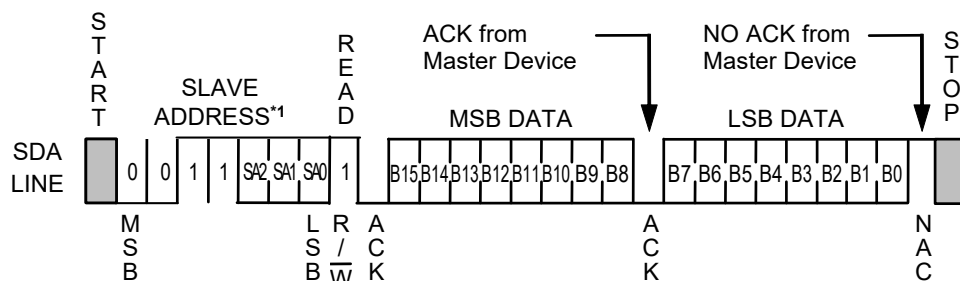 START
READ
ACK from
Master Device
NO ACK from
Master Device
STOP
SLAVE
ADDRESS*1
MSB DATA
LSB DATA
SDA
LINE
0 0 1 1 SA2 SA1 SA0 1 B15 B14 B13 B12 B11 B10 B9 B8 B7 B6 B5 B4 B3 B2 B1 B0
MSB
LSB
R/W̅
ACK
ACK
NAC